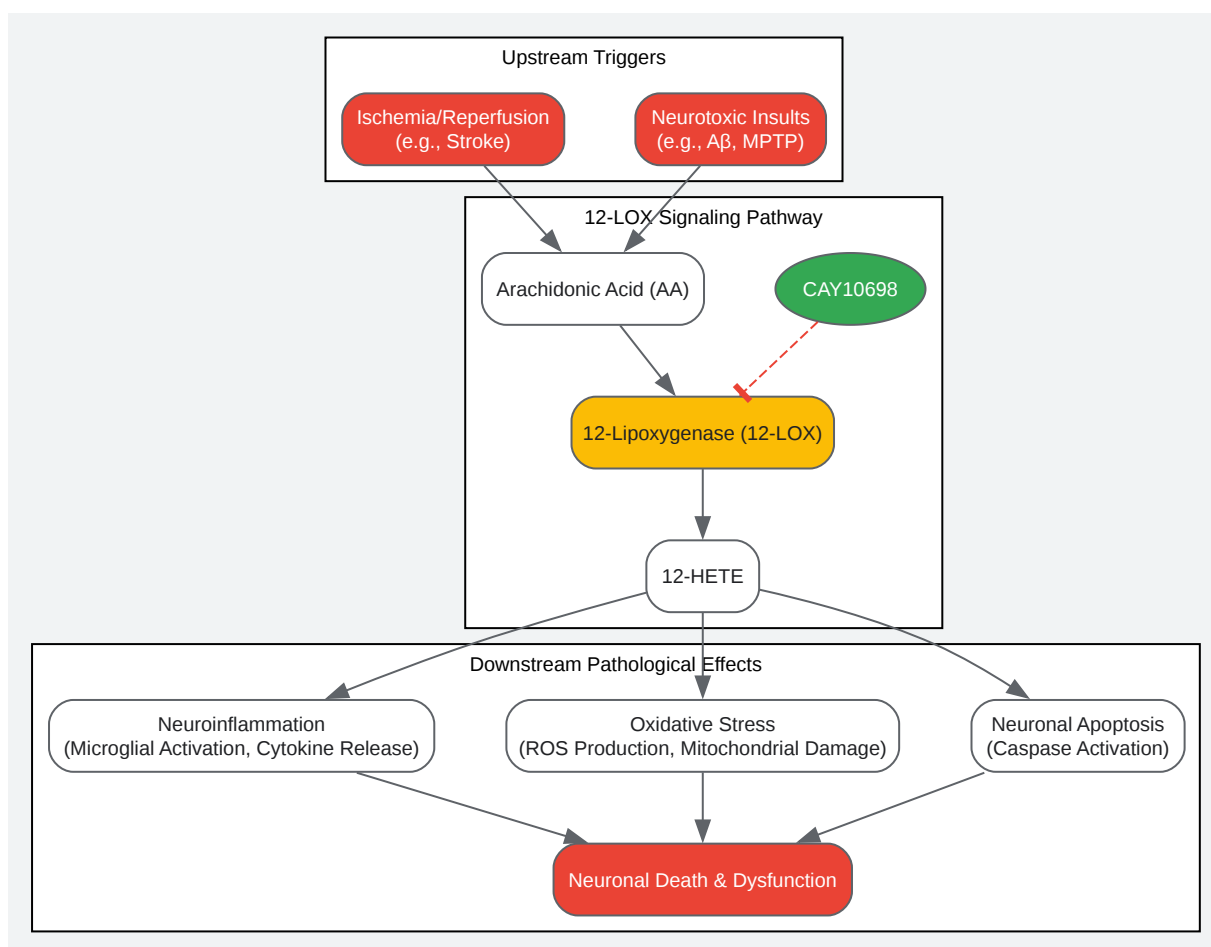 Upstream Triggers
Ischemia/Reperfusion
(e.g., Stroke)
Neurotoxic Insults
(e.g., Aβ, MPTP)
12-LOX Signaling Pathway
Arachidonic Acid (AA)
CAY10698
12-Lipoxygenase (12-LOX)
12-HETE
Downstream Pathological Effects
Neuroinflammation
(Microglial Activation, Cytokine Release)
Oxidative Stress
(ROS Production, Mitochondrial Damage)
Neuronal Apoptosis
(Caspase Activation)
Neuronal Death & Dysfunction